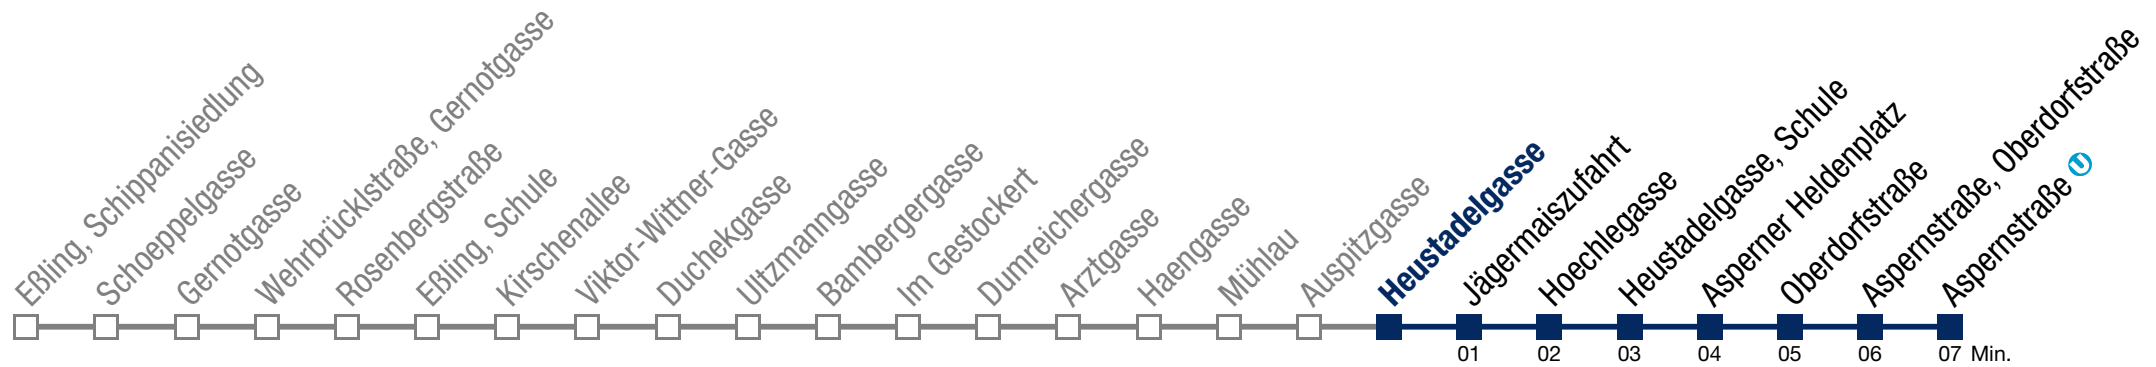 Eßling, Schippanisiedlung
Schoeppelgasse
Gernotgasse
Wehrbrücklstraße, Gernotgasse
Rosenbergstraße
Eßling, Schule
Kirschenallee
Viktor-Wittner-Gasse
Duchekgasse
Ultzmanngasse
Bambergergasse
Im Gestockert
Dumreichergasse
Arztgasse
Haengasse
Mühlau
Auspitzgasse
Heustadelgasse
Jägermaiszufahrt
Hoechlegasse
Heustadelgasse, Schule
Asperner Heldenplatz
Oberdorfstraße
Aspernstraße, Oberdorfstraße
Aspernstraße U
01 02 03 04 05 06 07 Min.